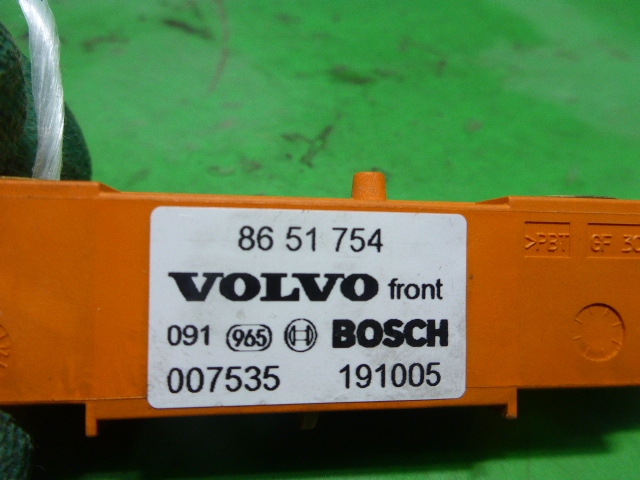 86 51 754
VOLVO front
091 965 BOSCH
007535 191005
>PBT GF 30